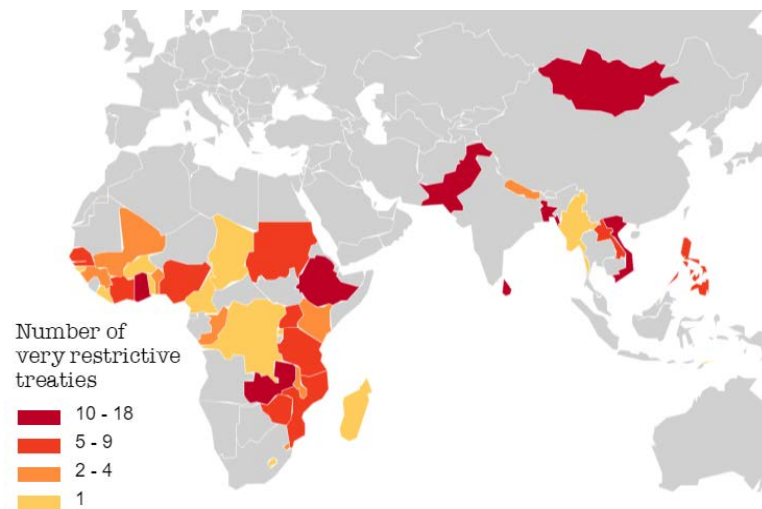 Number of
very restrictive
treaties
10 - 18
5 - 9
2 - 4
1